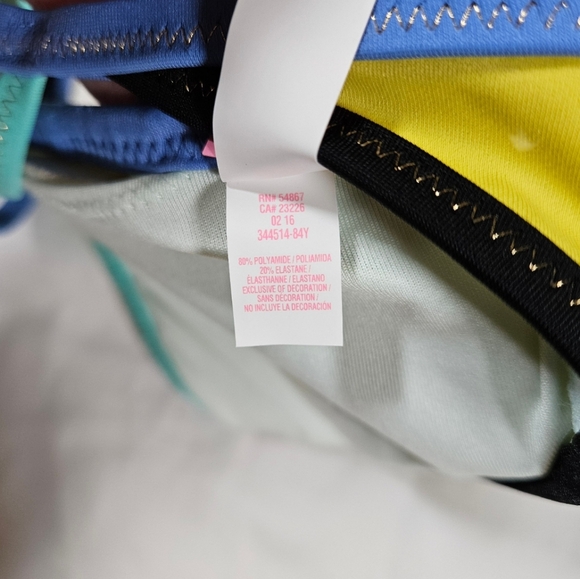 RN# 54867
CA# 23226
02 16
344514-84Y
80% POLYAMIDE / POLIAMIDA
20% ELASTANE /
ÉLASTHANNE / ELASTANO
EXCLUSIVE OF DECORATION /
SANS DÉCORATION /
NO INCLUYE LA DECORACIÓN